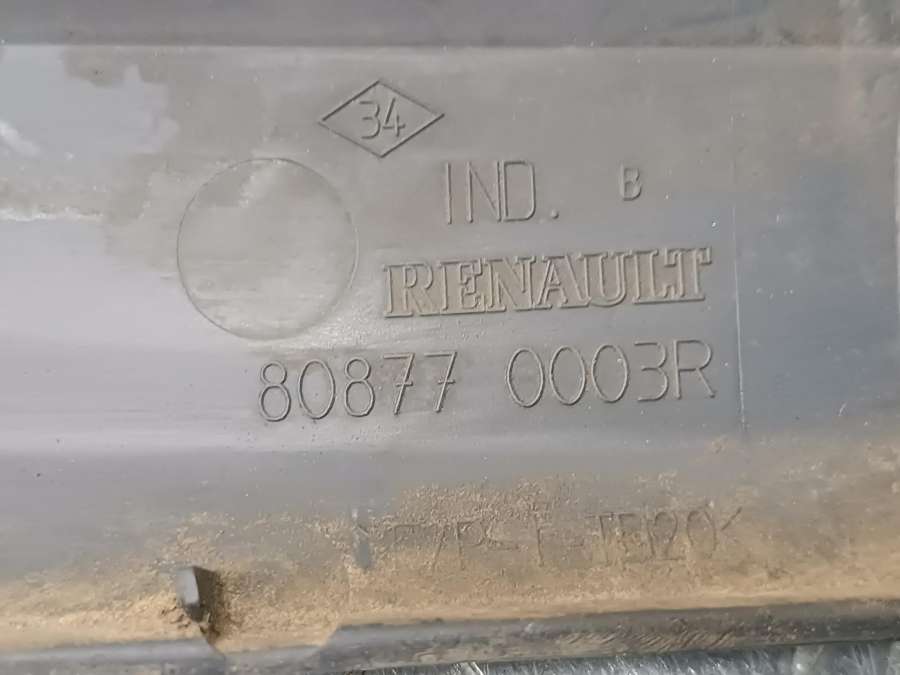 34
IND. B
RENAULT
80877 0003R